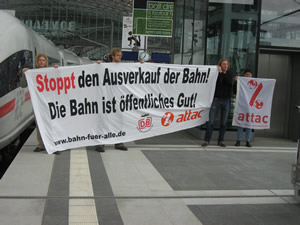 Stoppt den Ausverkauf der Bahn!
Die Bahn ist öffentliches Gut!
www.bahn-fuer-alle.de
DB
attac
attac